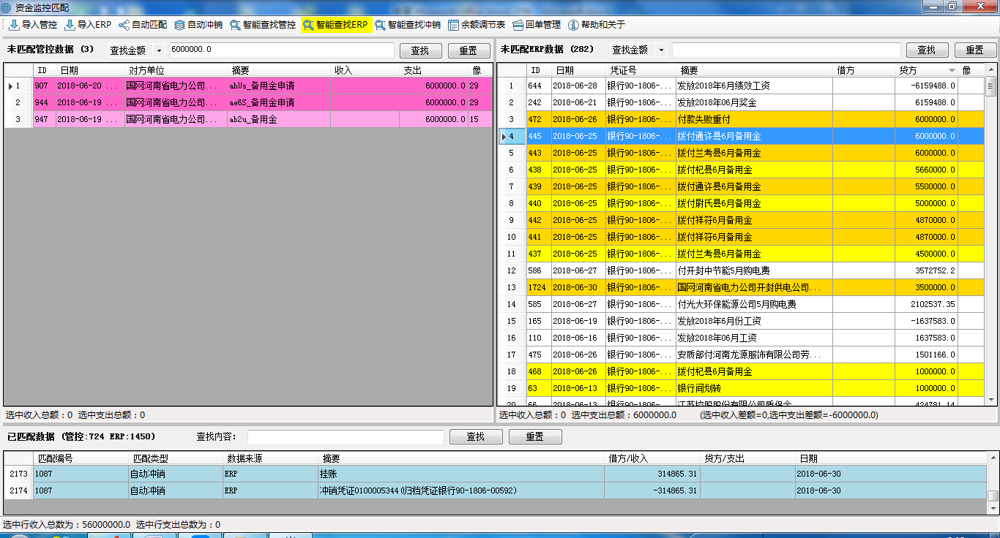 资金监控匹配
导入管控 导入ERP 自动匹配 自动冲销 智能查找管控 智能查找ERP 智能查找冲销 余额调节表 回单管理 帮助和关于
未匹配管控数据 (3) 查找金额 6000000.0 查找 重置
ID 日期 对方单位 摘要 收入 支出 像
1 907 2018-06-20 ... 国网河南省电力公司... ahUs_备用金申请 6000000.0 29
2 944 2018-06-19 ... 国网河南省电力公司... ae6S_备用金申请 6000000.0 29
3 947 2018-06-19 ... 国网河南省电力公司... ab2u_备用金 6000000.0 15
选中收入总额：0 选中支出总额：0
未匹配ERP数据 (282) 查找金额 查找 重置
ID 日期 凭证号 摘要 借方 贷方 像
1 644 2018-06-28 银行90-1806-... 发放2018年6月绩效工资 -6159488.0
2 242 2018-06-21 银行90-1806-... 发放2018年06月奖金 6159488.0
3 472 2018-06-26 银行90-1806-... 付款失败重付 6000000.0
4 445 2018-06-25 银行90-1806-... 拨付通许县6月备用金 6000000.0
5 443 2018-06-25 银行90-1806-... 拨付兰考县6月备用金 6000000.0
6 438 2018-06-25 银行90-1806-... 拨付杞县6月备用金 5660000.0
7 439 2018-06-25 银行90-1806-... 拨付通许县6月备用金 5500000.0
8 440 2018-06-25 银行90-1806-... 拨付尉氏县6月备用金 5000000.0
9 442 2018-06-25 银行90-1806-... 拨付祥符6月备用金 4870000.0
10 441 2018-06-25 银行90-1806-... 拨付祥符6月备用金 4870000.0
11 437 2018-06-25 银行90-1806-... 拨付兰考县6月备用金 4500000.0
12 586 2018-06-27 银行90-1806-... 付开封中节能5月购电费 3572752.2
13 1724 2018-06-30 银行90-1806-... 国网河南省电力公司开封供电公司... 3500000.0
14 585 2018-06-27 银行90-1806-... 付光大环保能源公司5月购电费 2102537.35
15 165 2018-06-19 银行90-1806-... 发放2018年6月份工资 -1637583.0
16 110 2018-06-16 银行90-1806-... 发放2018年06月工资 1637583.0
17 475 2018-06-26 银行90-1806-... 安质部付河南龙源服饰有限公司劳... 1501166.0
18 468 2018-06-26 银行90-1806-... 拨付杞县6月备用金 1000000.0
19 63 2018-06-13 银行90-1806-... 银行间划转 1000000.0
20 66 2018-06-13 银行90-1806-... 江苏控股股份有限公司质保金 424781.14
选中收入总额：0 选中支出总额：6000000.0 (选中收入差额=0,选中支出差额=-6000000.0)
已匹配数据 (管控:724 ERP:1450) 查找内容: 查找 重置
匹配编号 匹配类型 数据来源 摘要 借方/收入 贷方/支出 日期
2173 1087 自动冲销 ERP 挂账 314865.31 2018-06-30
2174 1087 自动冲销 ERP 冲销凭证0100005344(归档凭证银行90-1806-00592) -314865.31 2018-06-30
选中行收入总数为：56000000.0 选中行支出总数为：0